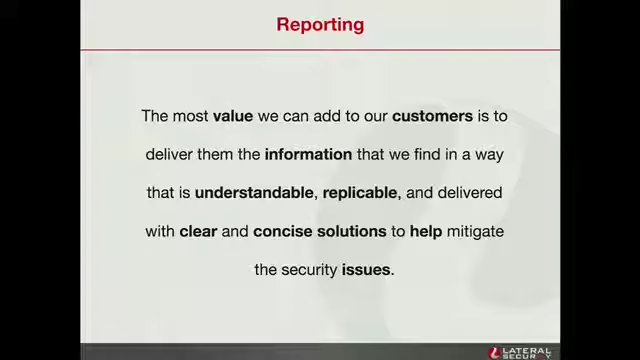 Reporting
The most value we can add to our customers is to
deliver them the information that we find in a way
that is understandable, replicable, and delivered
with clear and concise solutions to help mitigate
the security issues.
LATERAL
SECURITY